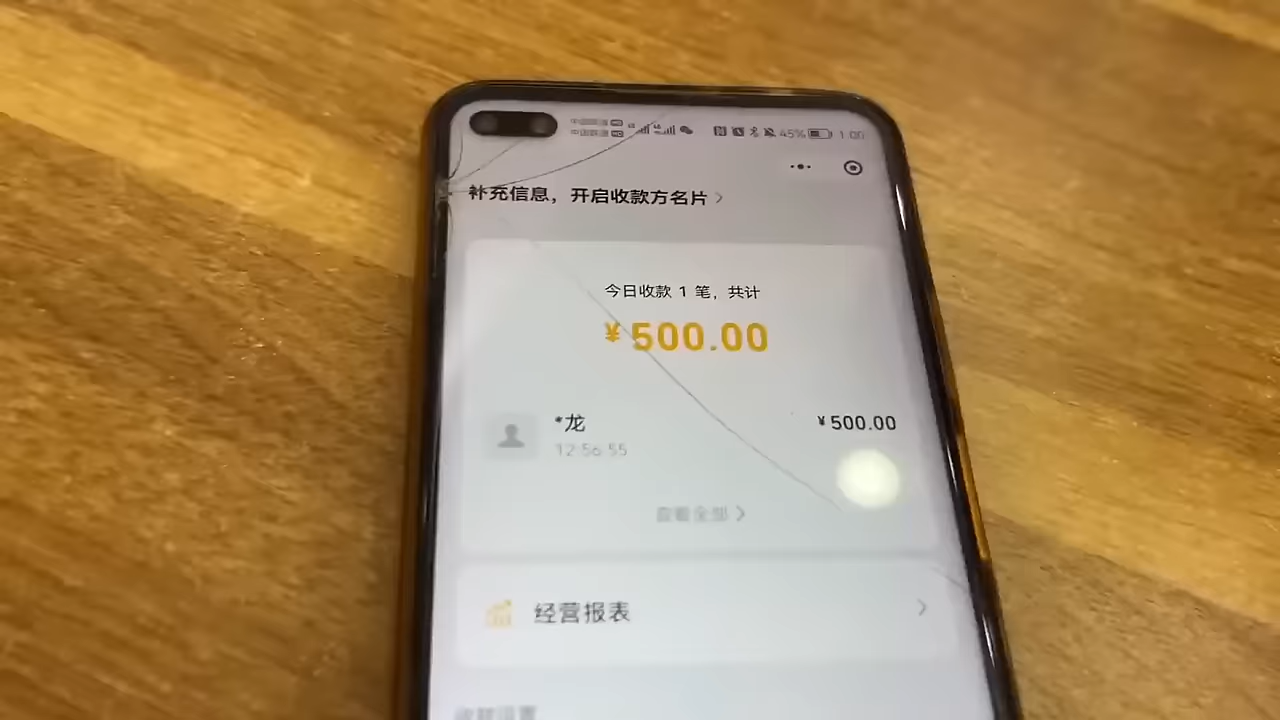 45% 1:00
补充信息，开启收款方名片
今日收款 1 笔，共计
¥500.00
*龙
¥500.00
12:56:55
查看全部
经营报表